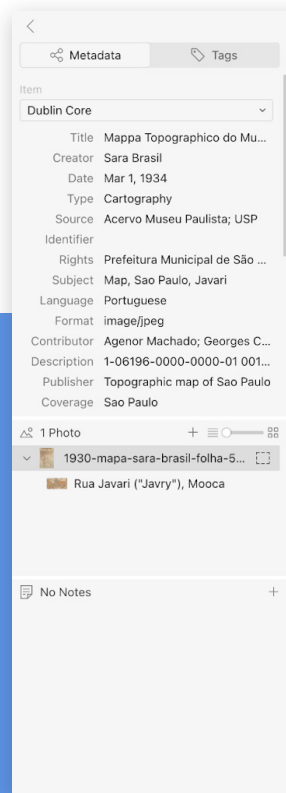 Metadata
Tags
Item
Dublin Core
Title Mappa Topographico do Mu...
Creator Sara Brasil
Date Mar 1, 1934
Type Cartography
Source Acervo Museu Paulista; USP
Identifier
Rights Prefeitura Municipal de São ...
Subject Map, Sao Paulo, Javari
Language Portuguese
Format image/jpeg
Contributor Agenor Machado; Georges C...
Description 1-06196-0000-0000-01 001...
Publisher Topographic map of Sao Paulo
Coverage Sao Paulo
1 Photo
1930-mapa-sara-brasil-folha-5...
Rua Javari ("Javry"), Mooca
No Notes